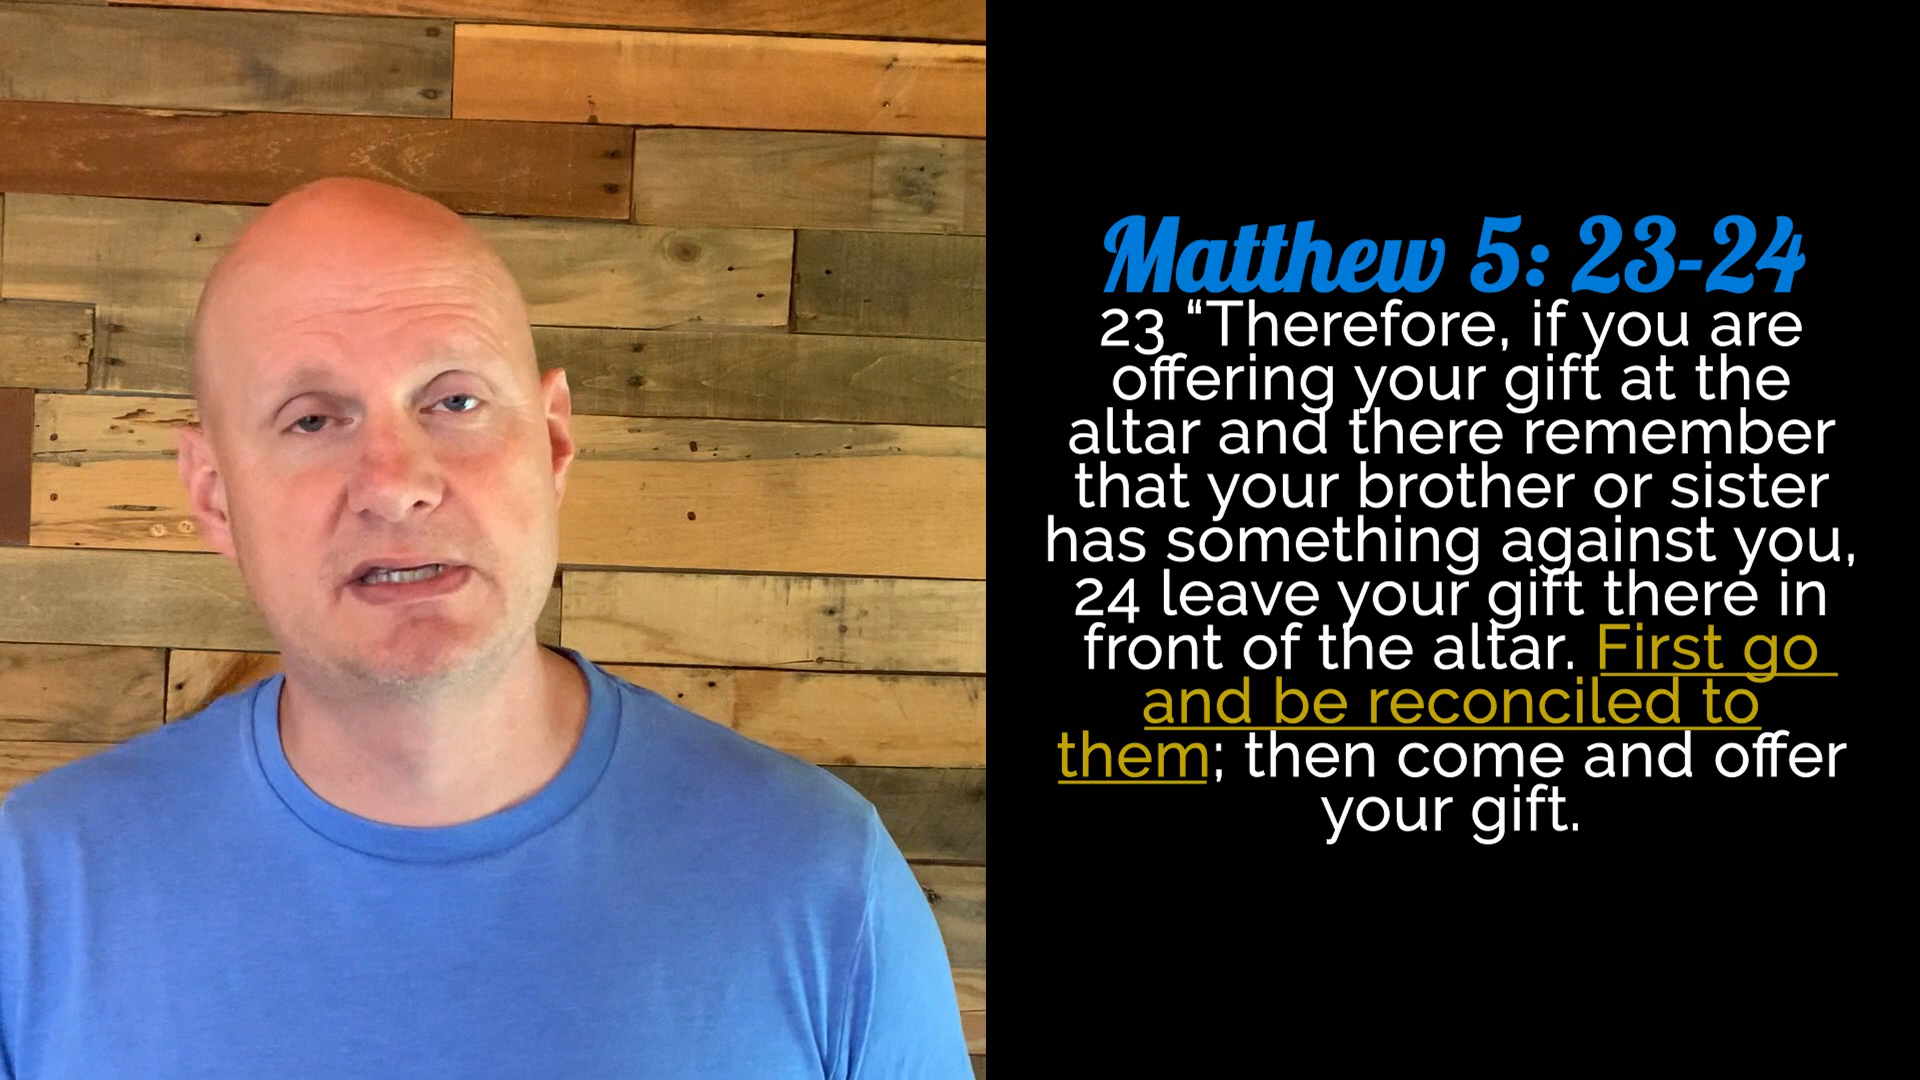 Matthew 5: 23-24
23 “Therefore, if you are
offering your gift at the
altar and there remember
that your brother or sister
has something against you,
24 leave your gift there in
front of the altar. First go
and be reconciled to
them; then come and offer
your gift.